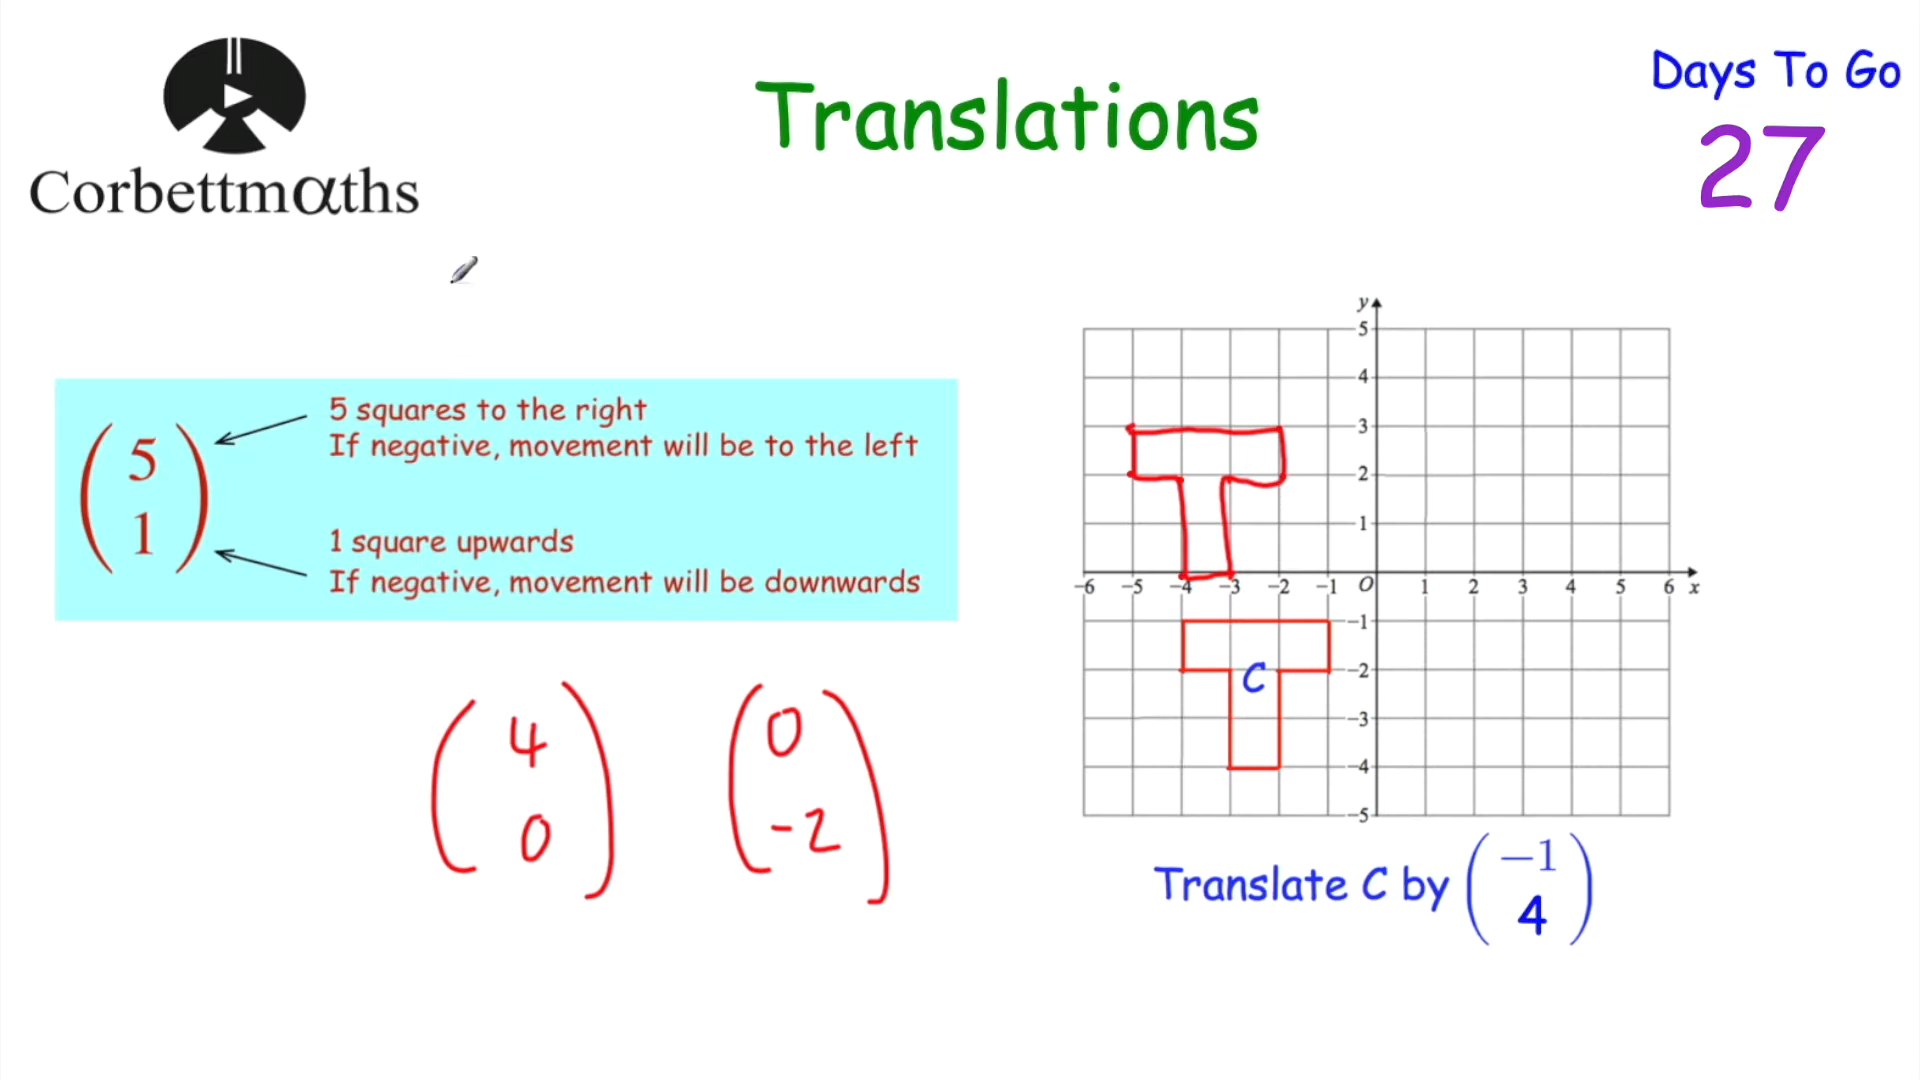 Corbettmαths
Translations
Days To Go
27
5
1
5 squares to the right
If negative, movement will be to the left
1 square upwards
If negative, movement will be downwards
4
0
0
-2
y
5
4
3
2
1
-6 -5 -4 -3 -2 -1 O 1 2 3 4 5 6 x
-1
-2
-3
-4
-5
C
Translate C by
-1
4